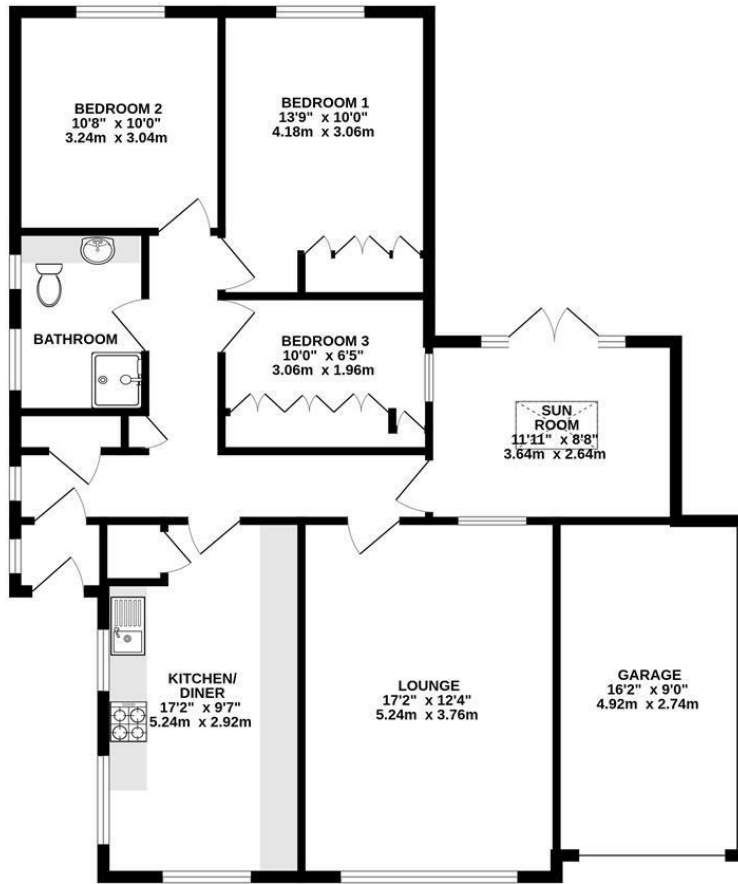 BEDROOM 2
10'8" x 10'0"
3.24m x 3.04m
BEDROOM 1
13'9" x 10'0"
4.18m x 3.06m
BATHROOM
BEDROOM 3
10'0" x 6'5"
3.06m x 1.96m
SUN
ROOM
11'11" x 8'8"
3.64m x 2.64m
KITCHEN/
DINER
17'2" x 9'7"
5.24m x 2.92m
LOUNGE
17'2" x 12'4"
5.24m x 3.76m
GARAGE
16'2" x 9'0"
4.92m x 2.74m